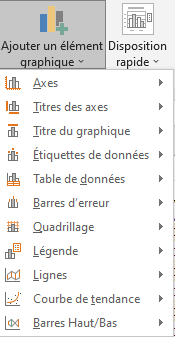 Ajouter un élément
graphique
Disposition
rapide
Axes
Titres des axes
Titre du graphique
Étiquettes de données
Table de données
Barres d'erreur
Quadrillage
Légende
Lignes
Courbe de tendance
Barres Haut/Bas